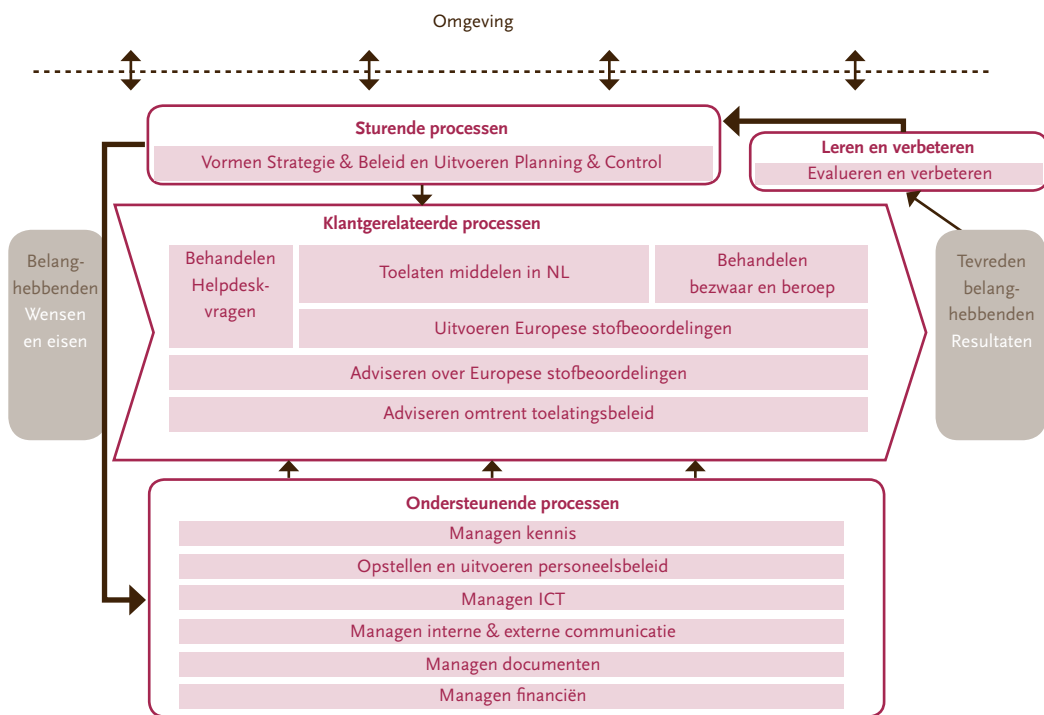 Omgeving
Sturende processen
Vormen Strategie & Beleid en Uitvoeren Planning & Control
Leren en verbeteren
Evalueren en verbeteren
Klantgerelateerde processen
Belang-
hebbenden
Wensen
en eisen
Behandelen
Helpdesk-
vragen
Toelaten middelen in NL
Behandelen
bezwaar en beroep
Uitvoeren Europese stofbeoordelingen
Adviseren over Europese stofbeoordelingen
Adviseren omtrent toelatingsbeleid
Tevreden
belang-
hebbenden
Resultaten
Ondersteunende processen
Managen kennis
Opstellen en uitvoeren personeelsbeleid
Managen ICT
Managen interne & externe communicatie
Managen documenten
Managen financiën